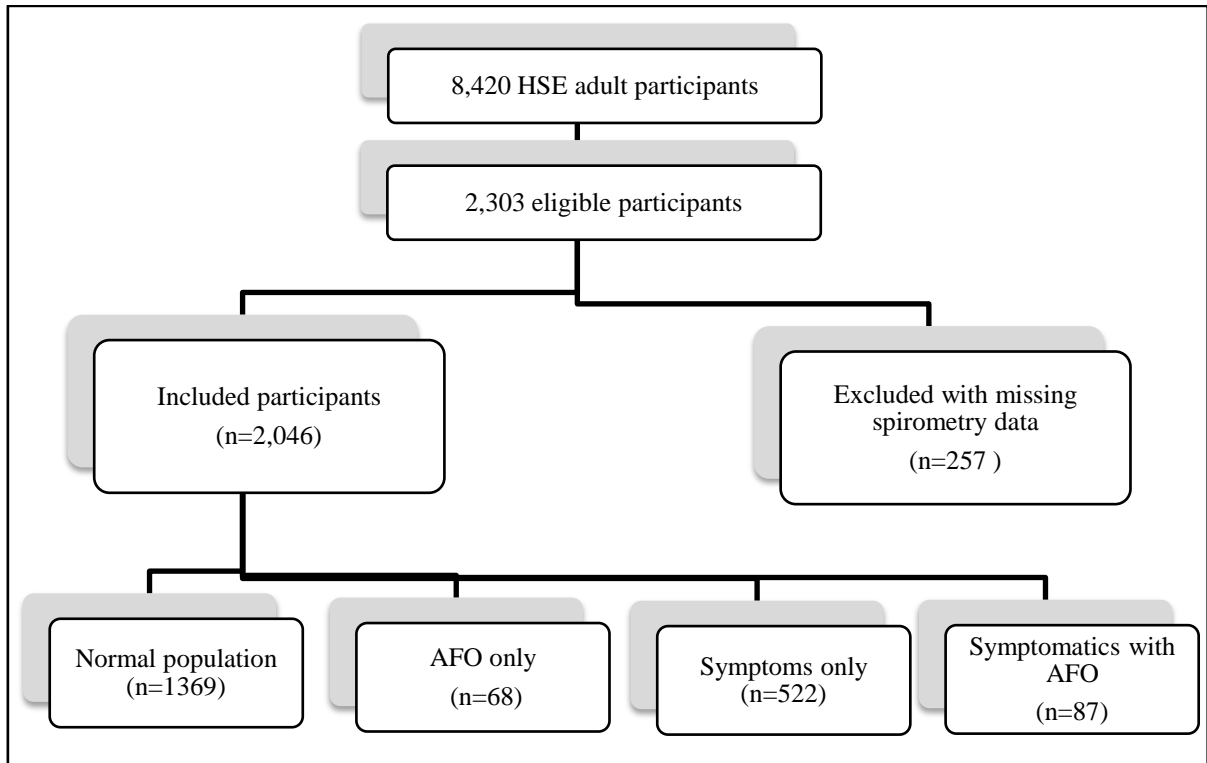 8,420 HSE adult participants
2,303 eligible participants
Included participants
(n=2,046)
Excluded with missing
spirometry data
(n=257 )
Normal population
(n=1369)
AFO only
(n=68)
Symptoms only
(n=522)
Symptomatics with
AFO
(n=87)